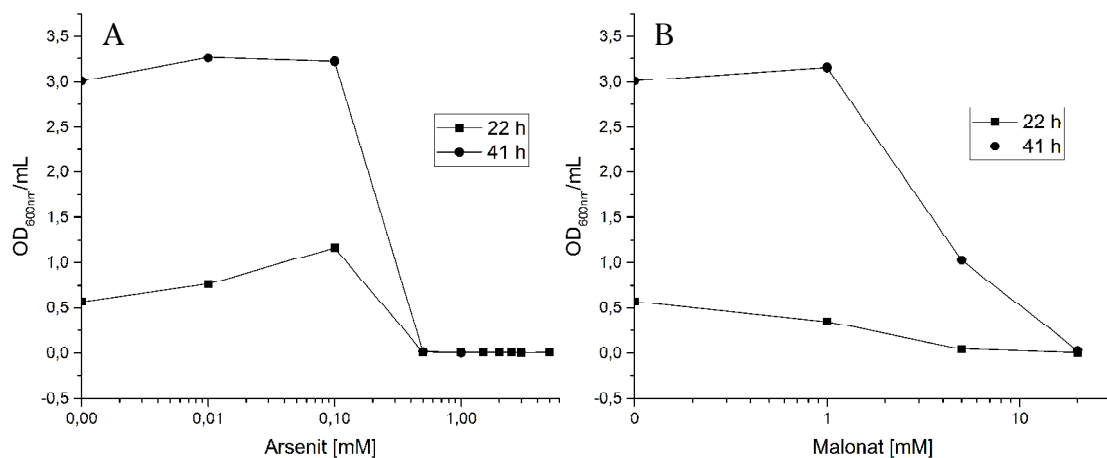 A
3,5
3,0
2,5
2,0
1,5
1,0
0,5
0,0
-0,5
OD600nm/mL
22 h
41 h
0,00 0,01 0,10 1,00
Arsenit [mM]
B
3,5
3,0
2,5
2,0
1,5
1,0
0,5
0,0
-0,5
OD600nm/mL
22 h
41 h
0 1 10
Malonat [mM]